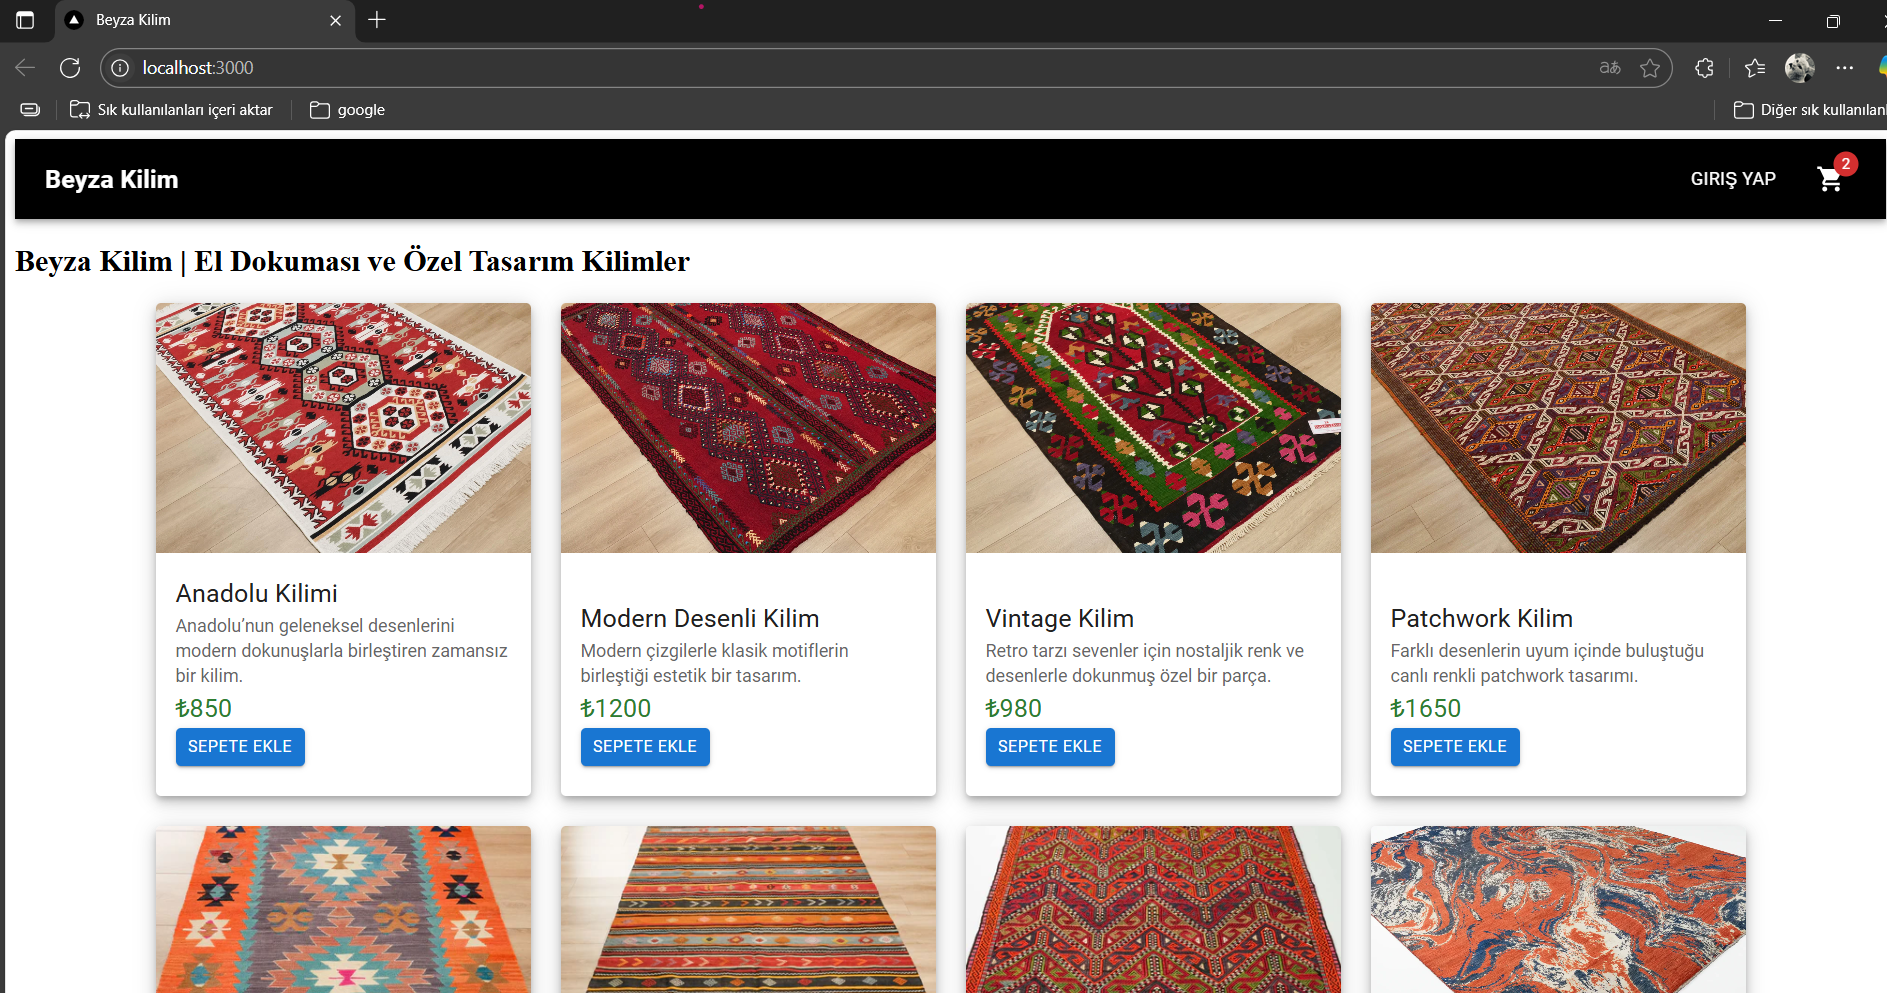 Beyza Kilim
localhost:3000
aあ
Sık kullanılanları içeri aktar
google
Diğer sık kullanılanl
Beyza Kilim
GIRIŞ YAP
2
Beyza Kilim | El Dokuması ve Özel Tasarım Kilimler
Anadolu Kilimi
Anadolu’nun geleneksel desenlerini
modern dokunuşlarla birleştiren zamansız
bir kilim.
₺850
SEPETE EKLE
Modern Desenli Kilim
Modern çizgilerle klasik motiflerin
birleştiği estetik bir tasarım.
₺1200
SEPETE EKLE
Vintage Kilim
Retro tarzı sevenler için nostaljik renk ve
desenlerle dokunmuş özel bir parça.
₺980
SEPETE EKLE
Patchwork Kilim
Farklı desenlerin uyum içinde buluştuğu
canlı renkli patchwork tasarımı.
₺1650
SEPETE EKLE